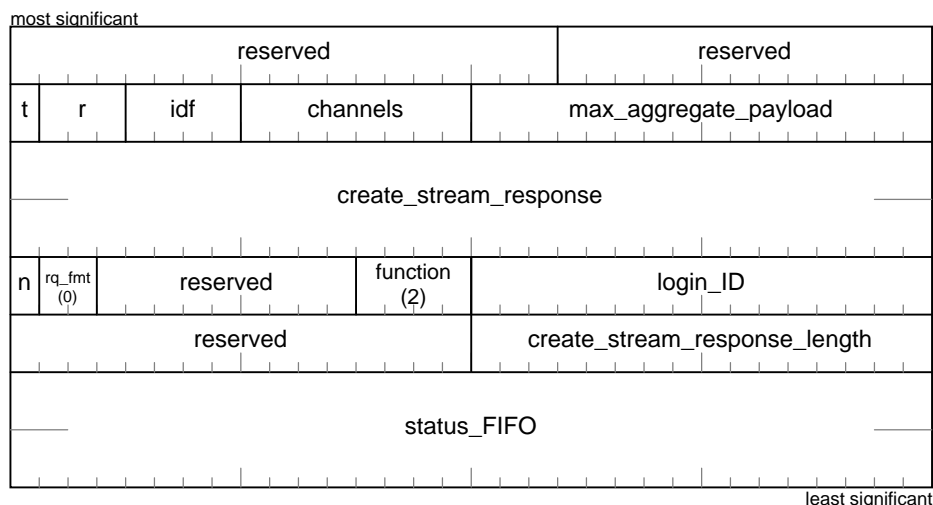 most significant
reserved reserved
t r idf channels max_aggregate_payload
create_stream_response
n rq_fmt (0) reserved function (2) login_ID
reserved create_stream_response_length
status_FIFO
least significant